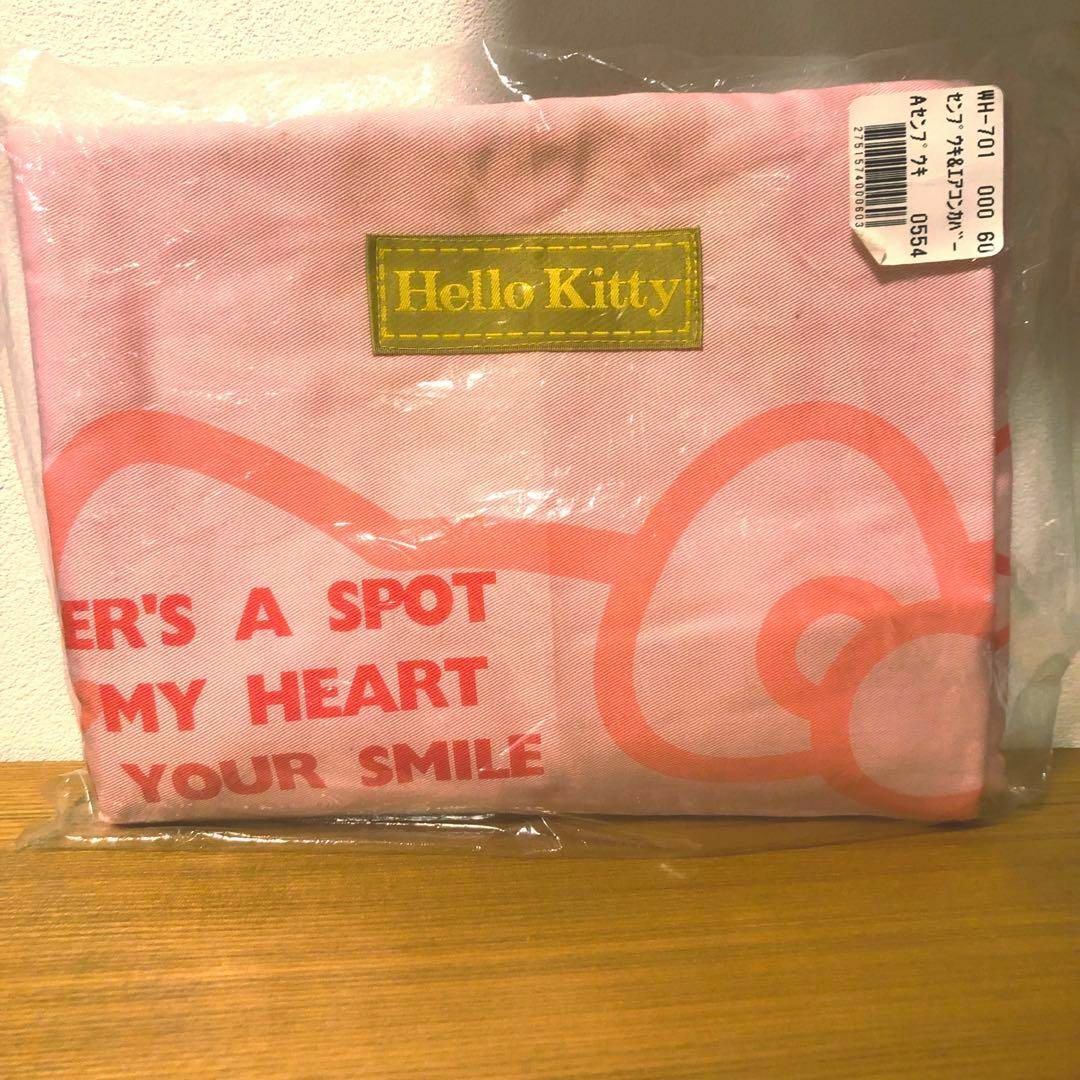 WH-701 000 60
ｾﾝﾌﾟｳｷ&ｴｱｺﾝｶﾊﾞｰ
Aｾﾝﾌﾟｳｷ 0554
2751574000603
Hello Kitty
ER'S A SPOT
MY HEART
YOUR SMILE